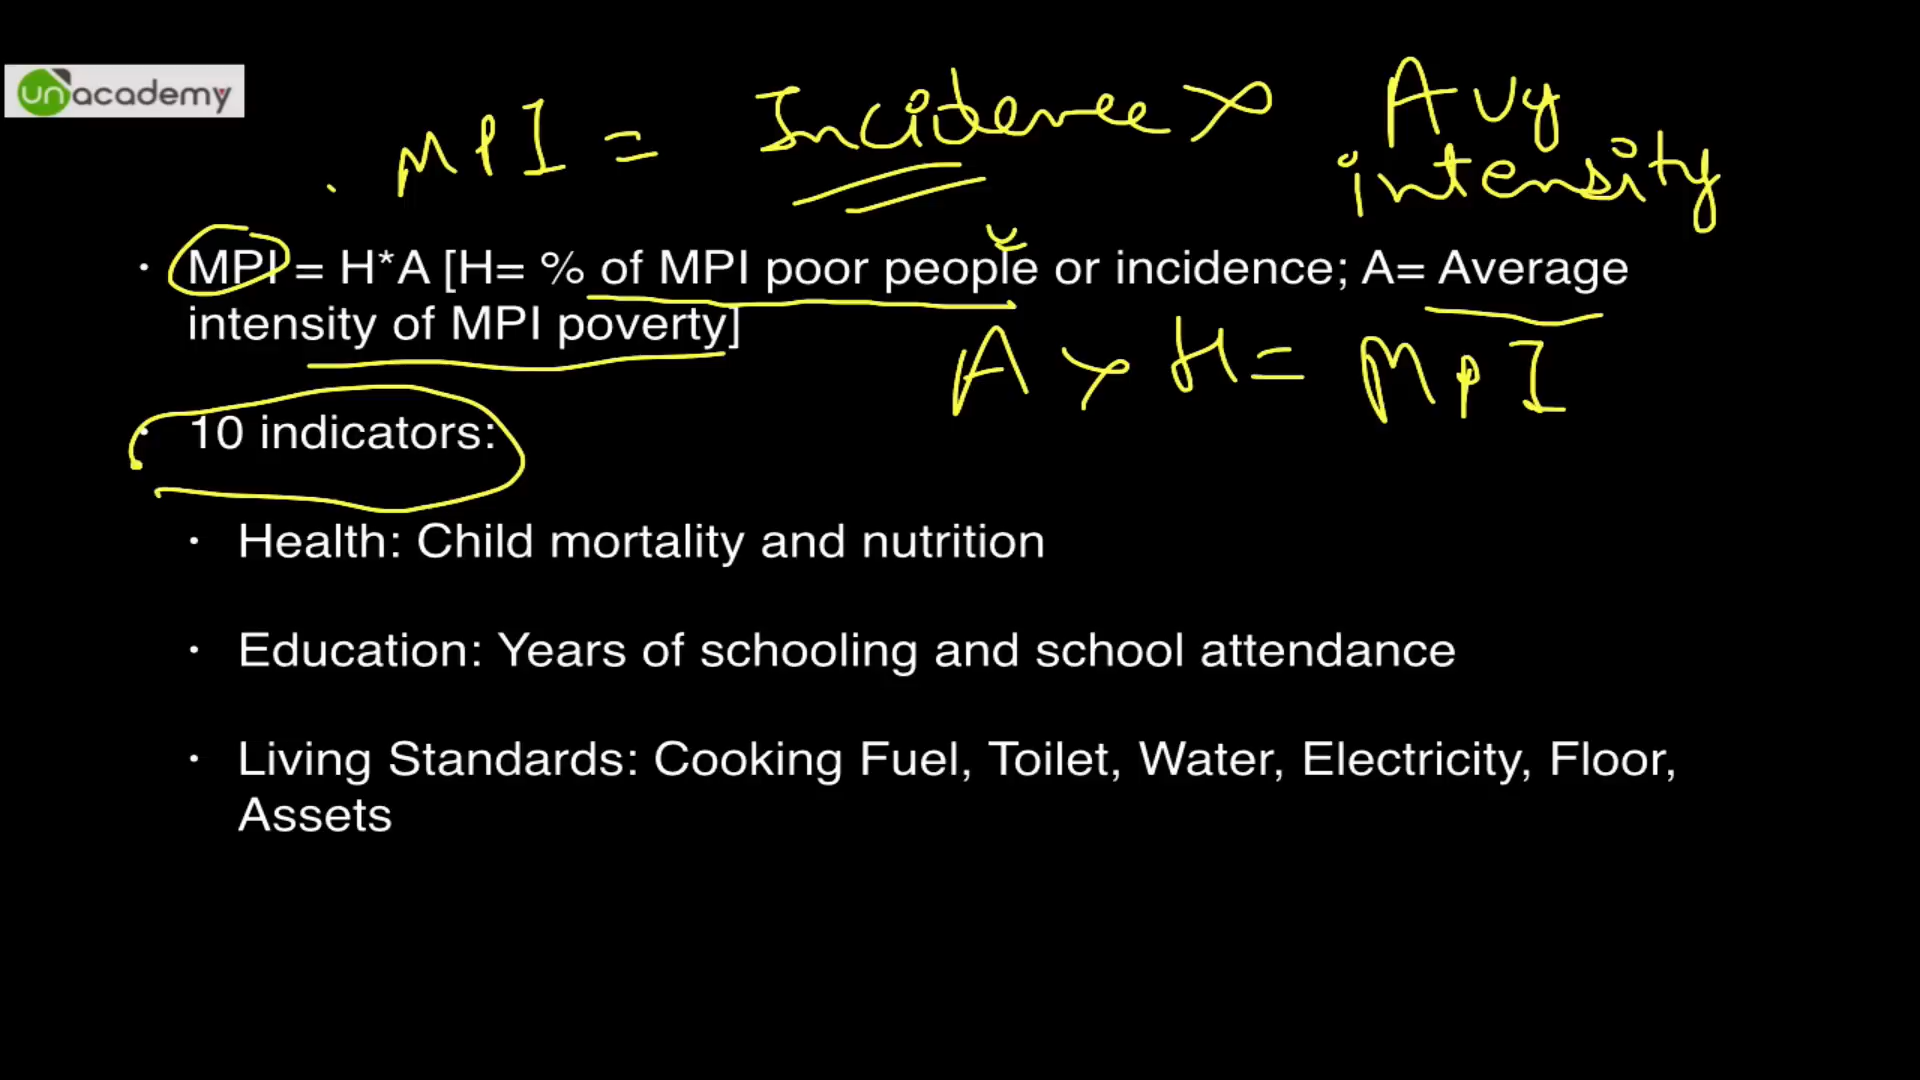 unacademy
MPI = Incidence × Avg
intensity
• MPI = H*A [H= % of MPI poor people or incidence; A= Average
intensity of MPI poverty]
A × H = MPI
• 10 indicators:
• Health: Child mortality and nutrition
• Education: Years of schooling and school attendance
• Living Standards: Cooking Fuel, Toilet, Water, Electricity, Floor,
Assets